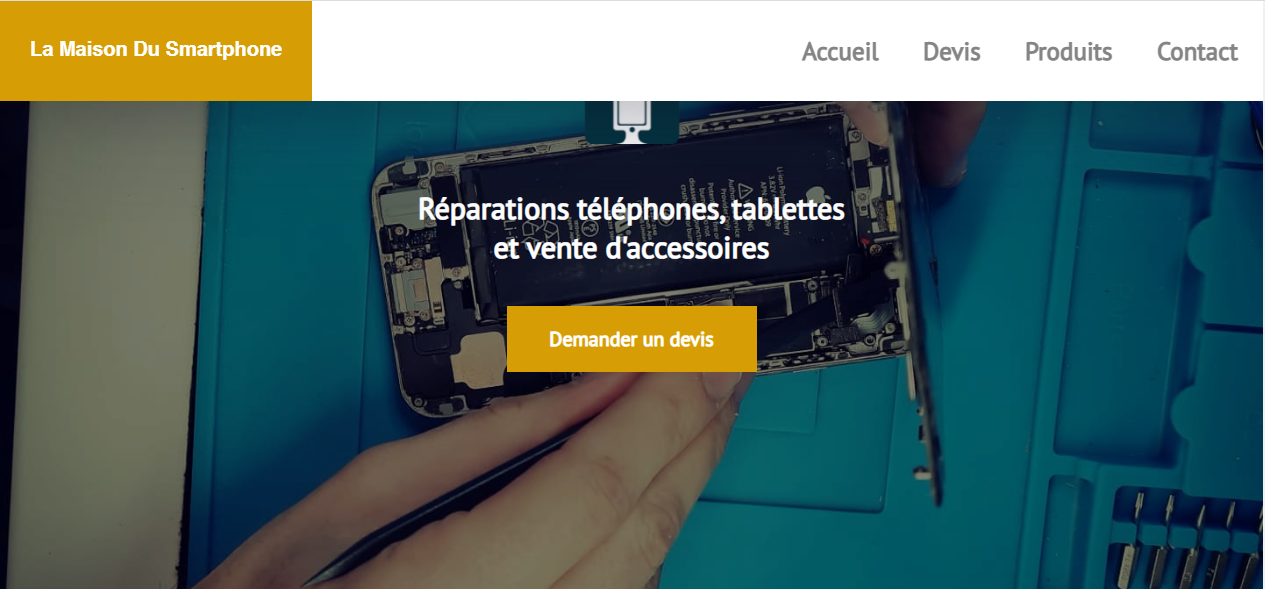 La Maison Du Smartphone
Accueil
Devis
Produits
Contact
Réparations téléphones, tablettes
et vente d'accessoires
Demander un devis